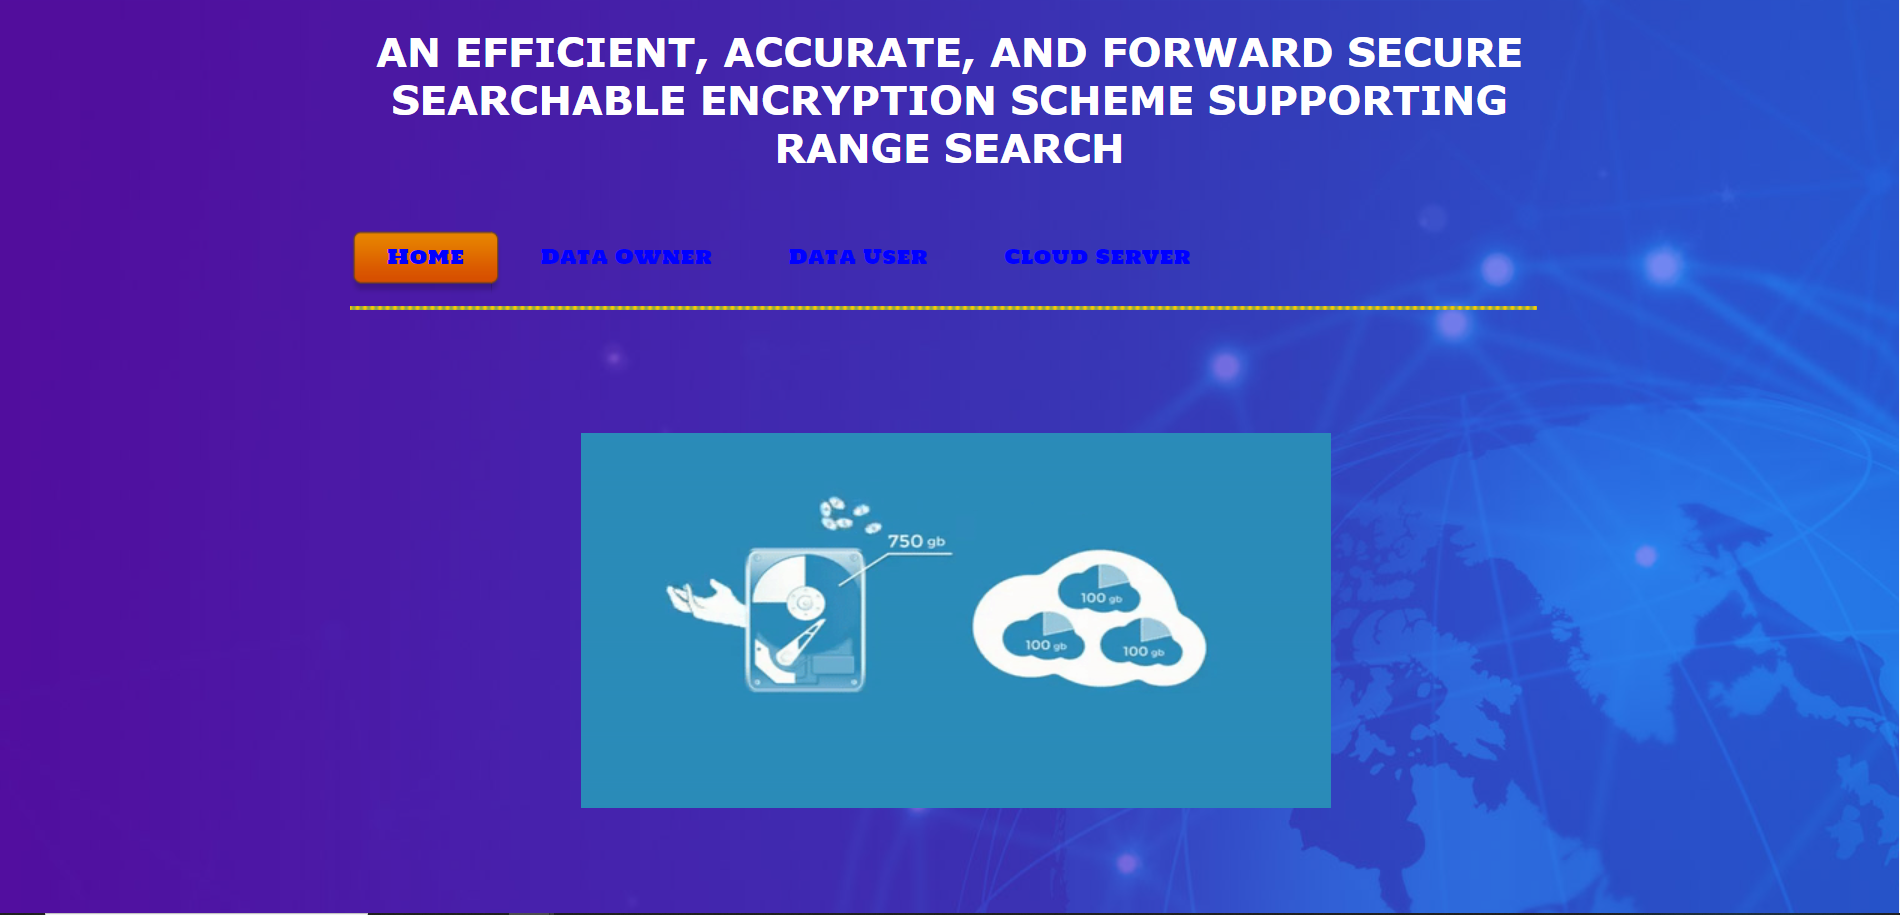 AN EFFICIENT, ACCURATE, AND FORWARD SECURE
SEARCHABLE ENCRYPTION SCHEME SUPPORTING
RANGE SEARCH
Home
Data Owner
Data User
Cloud Server
750 gb
100 gb
100 gb
100 gb